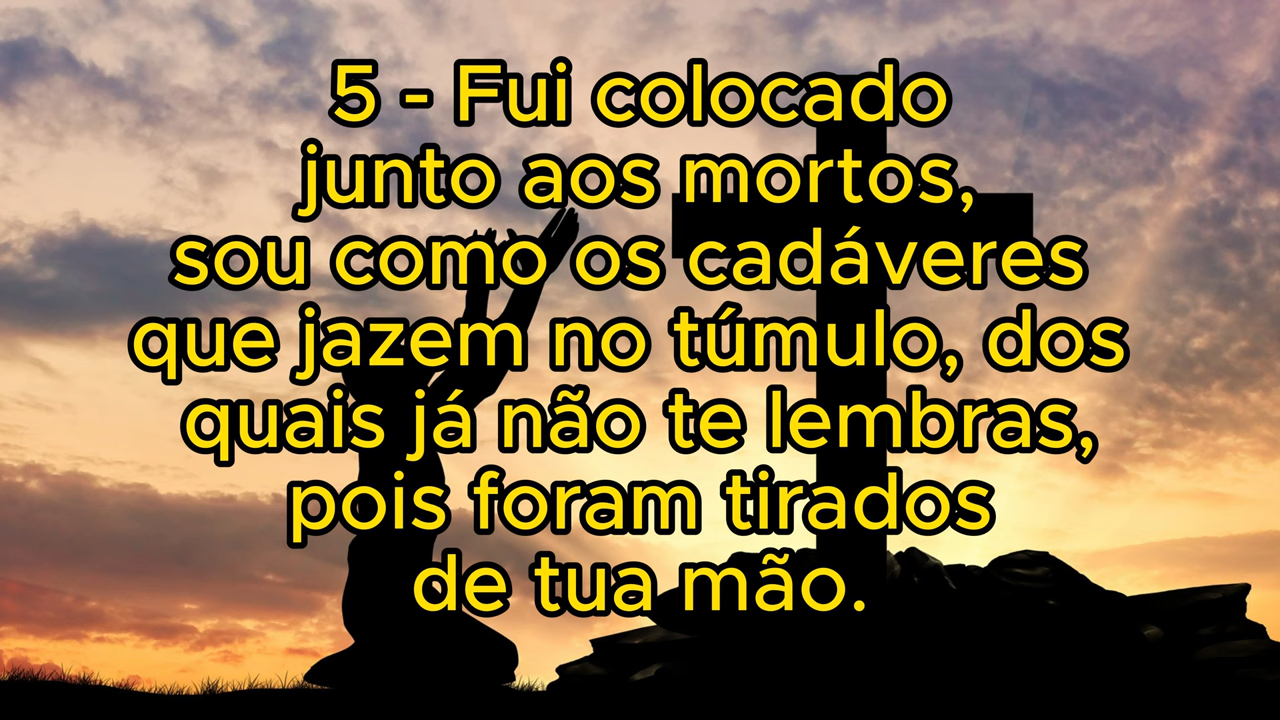 5 - Fui colocado
junto aos mortos,
sou como os cadáveres
que jazem no túmulo, dos
quais já não te lembras,
pois foram tirados
de tua mão.